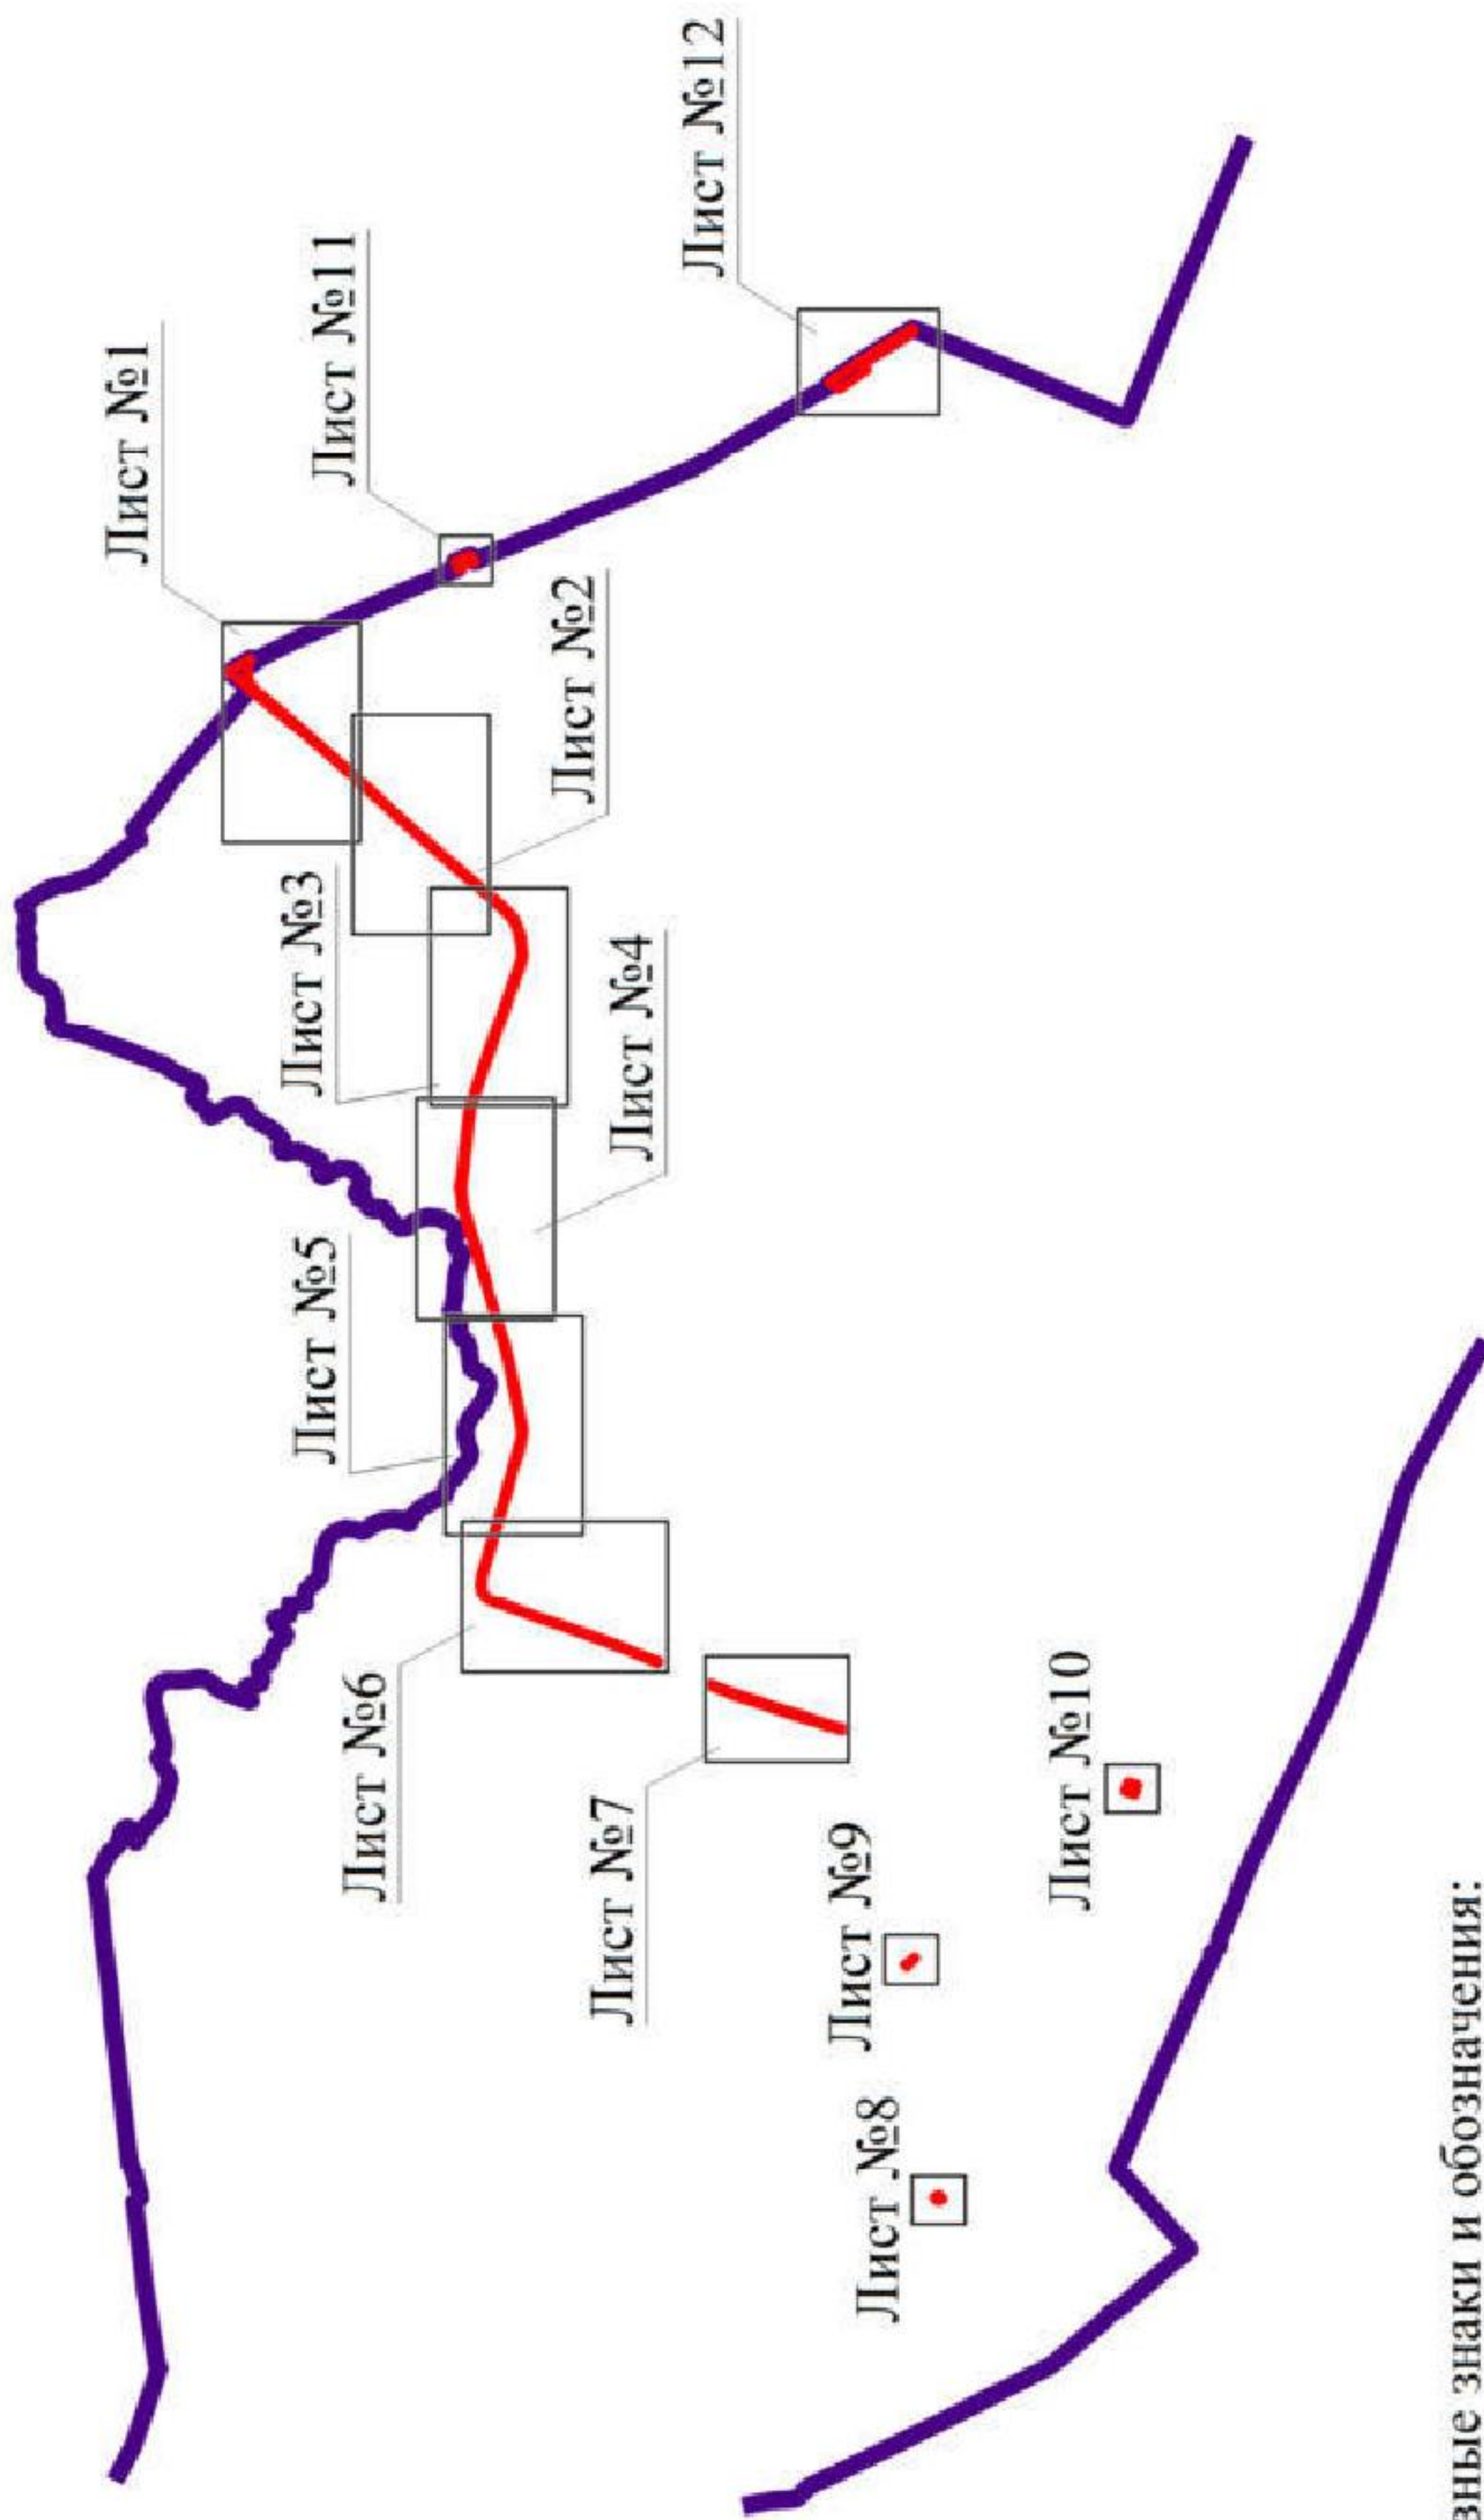 Лист №1
Лист №11
Лист №12
Лист №2
Лист №3
Лист №4
Лист №5
Лист №6
Лист №7
Лист №9
Лист №8
Лист №10
знаки и обозначения: